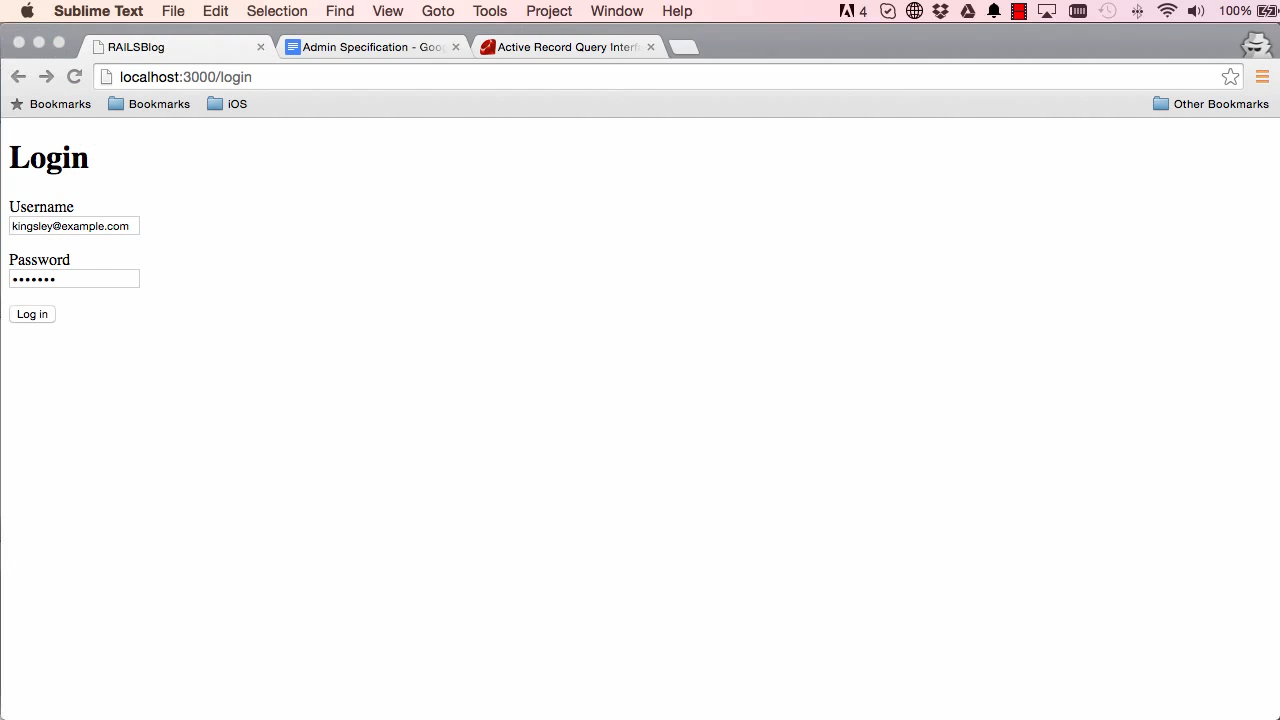 Sublime Text File Edit Selection Find View Goto Tools Project Window Help 4 100%
RAILSBlog Admin Specification - Goo Active Record Query Interf
localhost:3000/login
Bookmarks Bookmarks iOS Other Bookmarks
Login
Username
kingsley@example.com
Password
•••••••
Log in